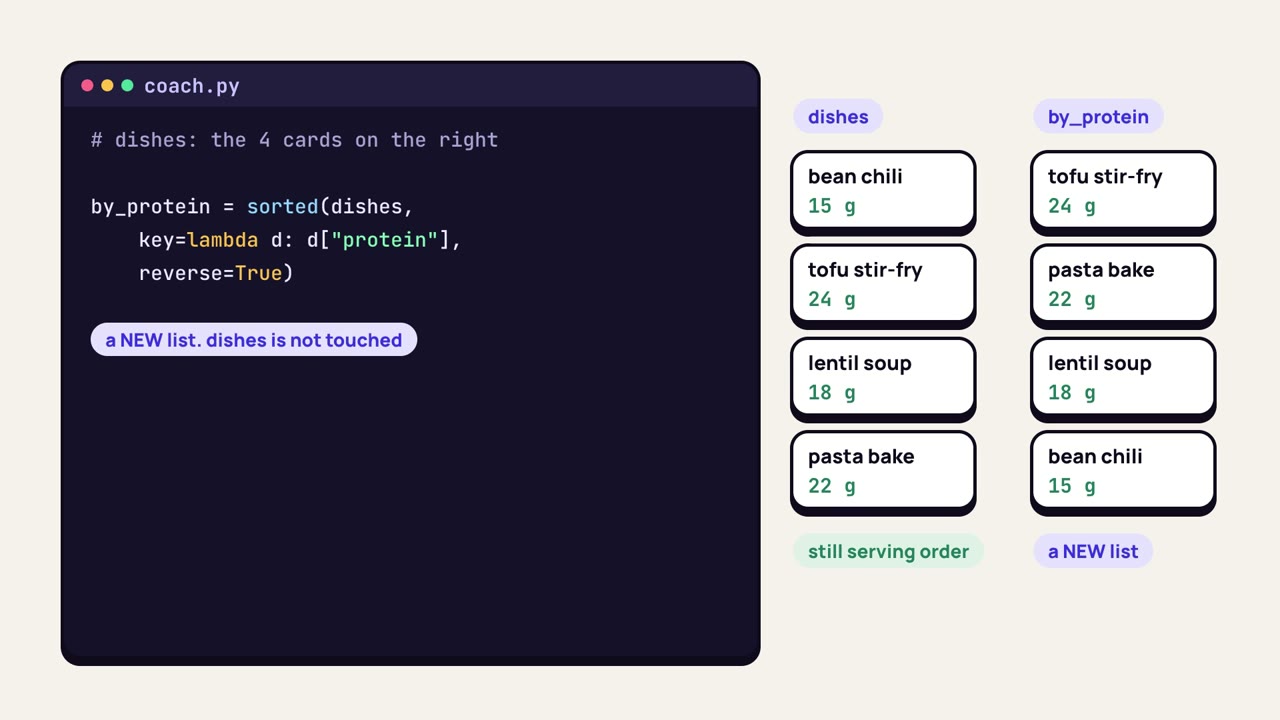 coach.py
# dishes: the 4 cards on the right
by_protein = sorted(dishes,
    key=lambda d: d["protein"],
    reverse=True)
a NEW list. dishes is not touched
dishes
bean chili
15 g
tofu stir-fry
24 g
lentil soup
18 g
pasta bake
22 g
still serving order
by_protein
tofu stir-fry
24 g
pasta bake
22 g
lentil soup
18 g
bean chili
15 g
a NEW list